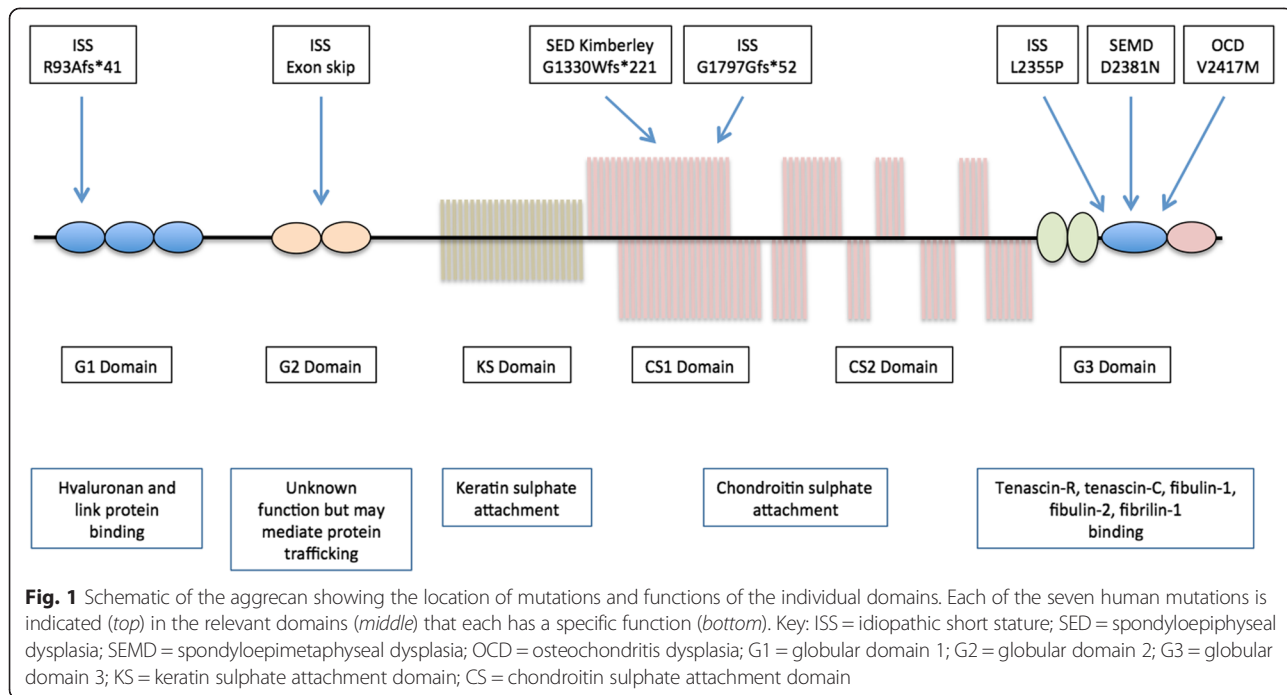 ISS
R93Afs*41
ISS
Exon skip
SED Kimberley
G1330Wfs*221
ISS
G1797Gfs*52
ISS
L2355P
SEMD
D2381N
OCD
V2417M
G1 Domain
G2 Domain
KS Domain
CS1 Domain
CS2 Domain
G3 Domain
Hyaluronan and
link protein
binding
Unknown
function but may
mediate protein
trafficking
Keratin sulphate
attachment
Chondroitin sulphate
attachment
Tenascin-R, tenascin-C, fibulin-1,
fibulin-2, fibrilin-1
binding
Fig. 1 Schematic of the aggrecan showing the location of mutations and functions of the individual domains. Each of the seven human mutations is
indicated (top) in the relevant domains (middle) that each has a specific function (bottom). Key: ISS = idiopathic short stature; SED = spondyloepiphyseal
dysplasia; SEMD = spondyloepimetaphyseal dysplasia; OCD = osteochondritis dysplasia; G1 = globular domain 1; G2 = globular domain 2; G3 = globular
domain 3; KS = keratin sulphate attachment domain; CS = chondroitin sulphate attachment domain